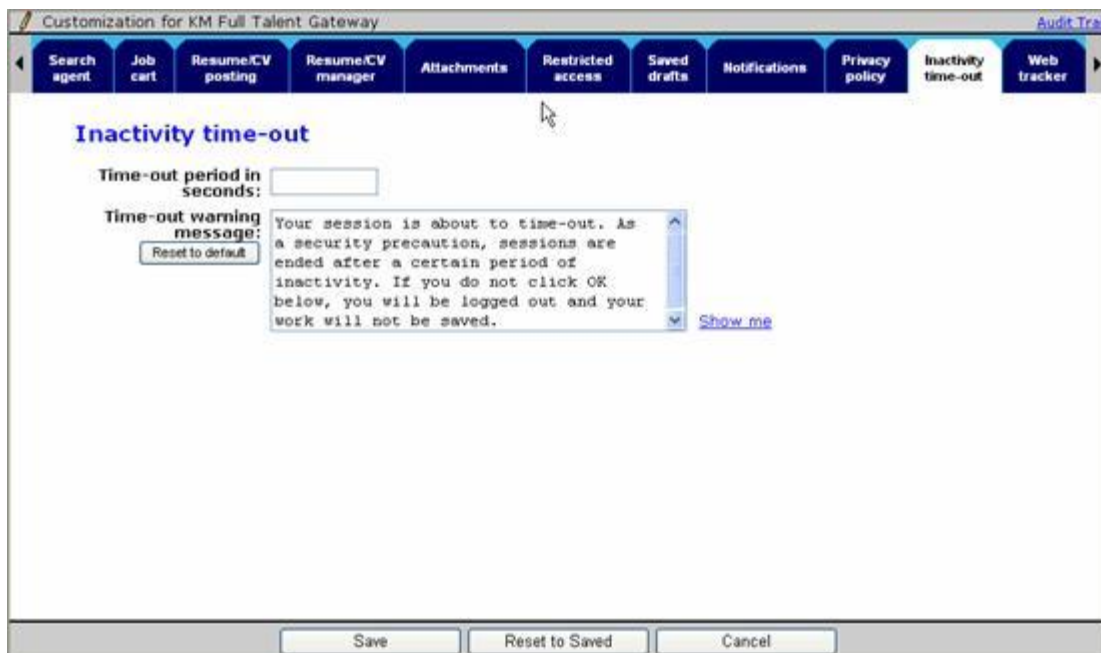 Customization for KM Full Talent Gateway
Audit Tra
Search agent
Job cart
Resume/CV posting
Resume/CV manager
Attachments
Restricted access
Saved drafts
Notifications
Privacy policy
Inactivity time-out
Web tracker
Inactivity time-out
Time-out period in
seconds:
Time-out warning
message:
Reset to default
Your session is about to time-out. As
a security precaution, sessions are
ended after a certain period of
inactivity. If you do not click OK
below, you will be logged out and your
work will not be saved.
Show me
Save
Reset to Saved
Cancel